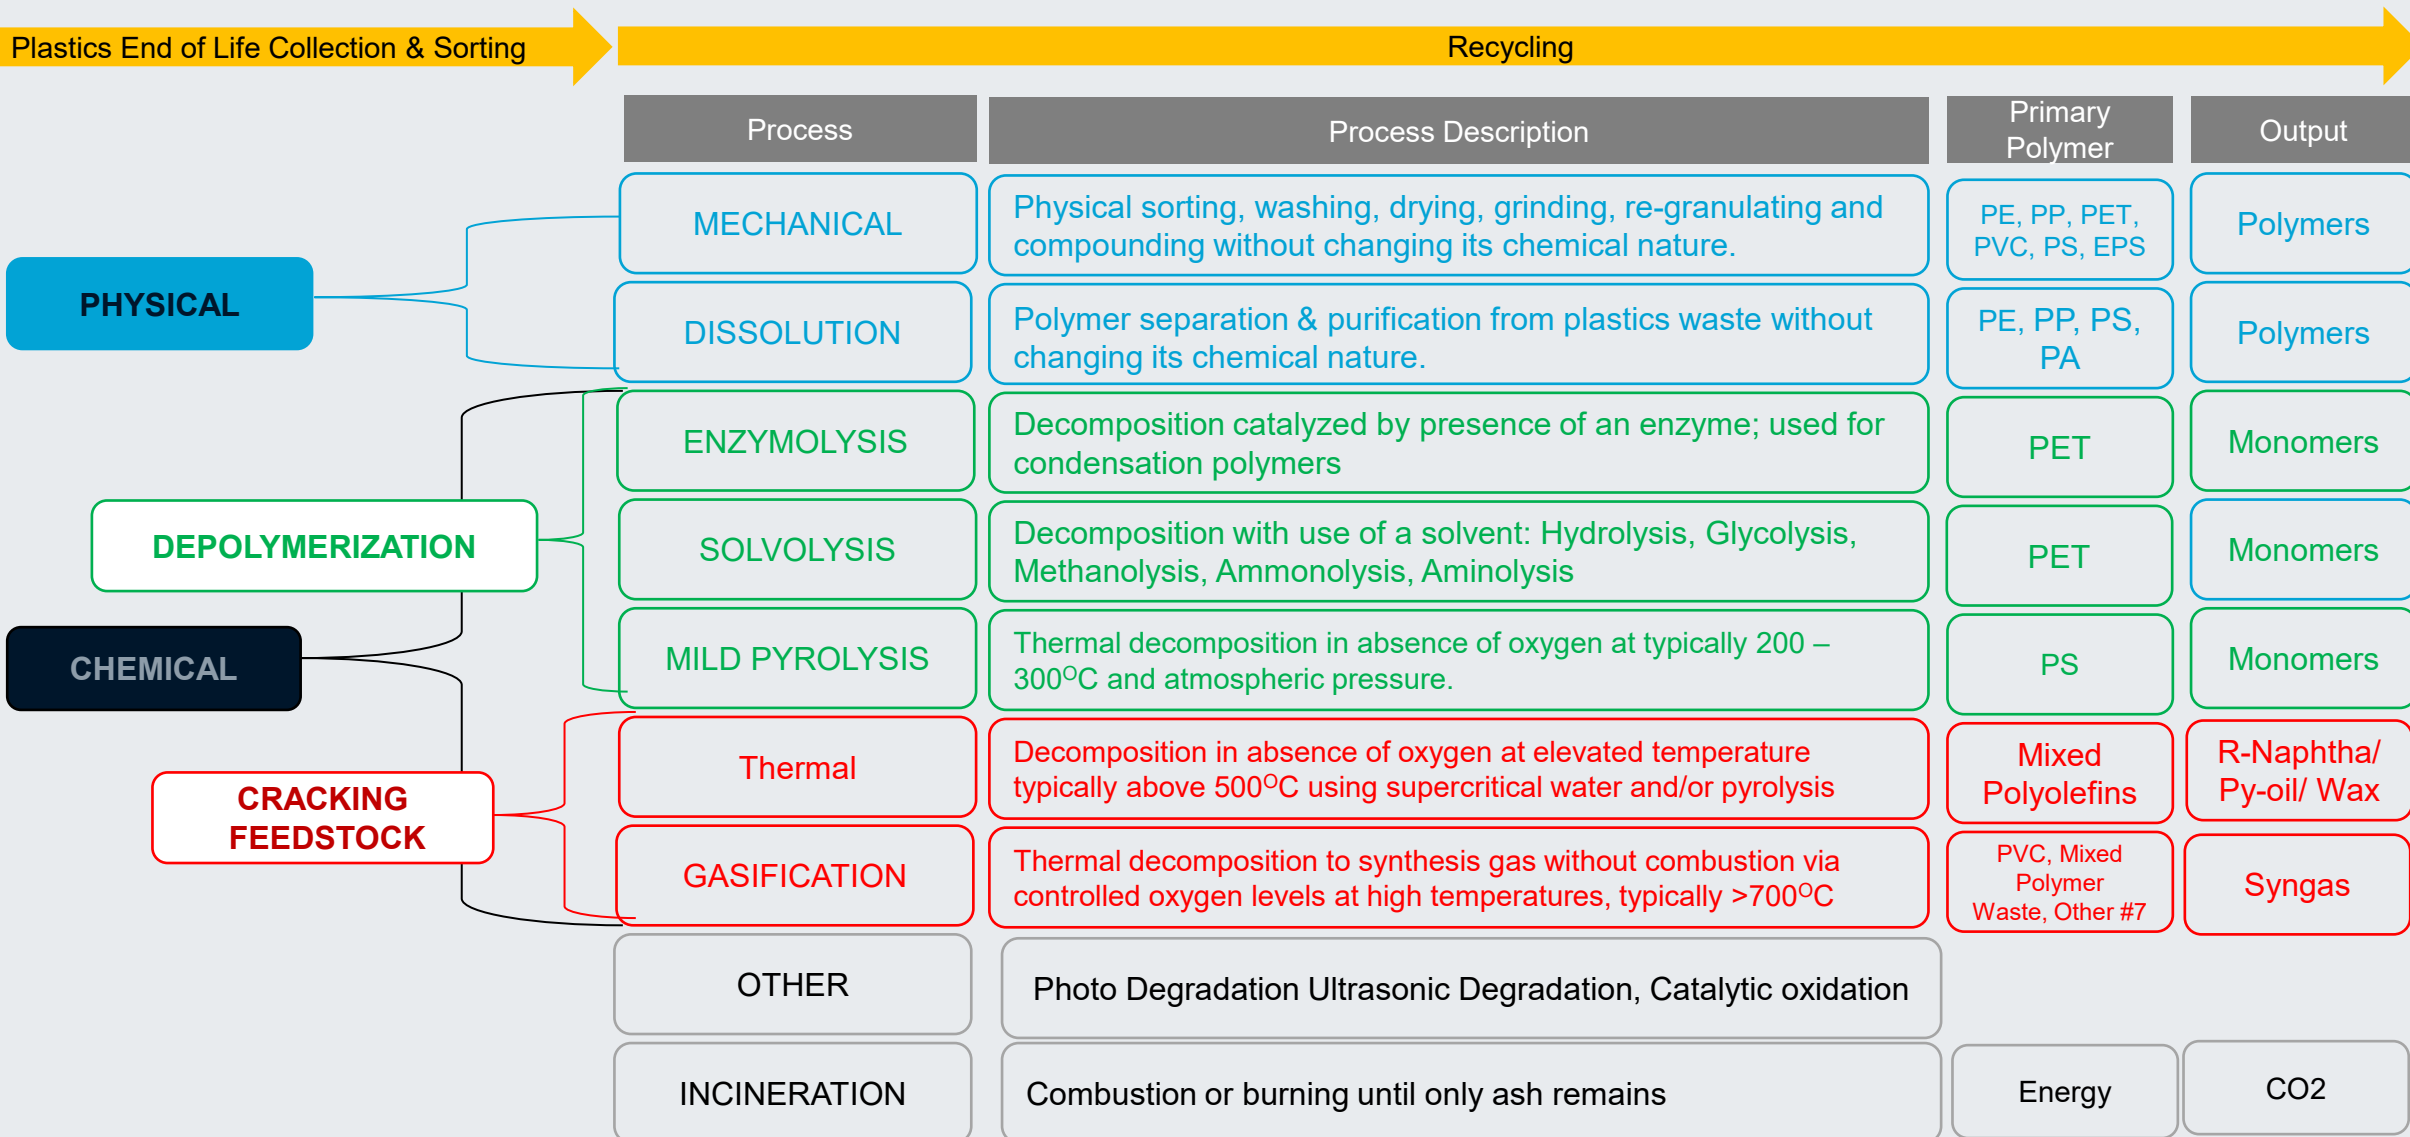 Plastics End of Life Collection & Sorting
Recycling
Process
Process Description
Primary
Polymer
Output
PHYSICAL
MECHANICAL
Physical sorting, washing, drying, grinding, re-granulating and
compounding without changing its chemical nature.
PE, PP, PET,
PVC, PS, EPS
Polymers
DISSOLUTION
Polymer separation & purification from plastics waste without
changing its chemical nature.
PE, PP, PS,
PA
Polymers
CHEMICAL
DEPOLYMERIZATION
ENZYMOLYSIS
Decomposition catalyzed by presence of an enzyme; used for
condensation polymers
PET
Monomers
SOLVOLYSIS
Decomposition with use of a solvent: Hydrolysis, Glycolysis,
Methanolysis, Ammonolysis, Aminolysis
PET
Monomers
MILD PYROLYSIS
Thermal decomposition in absence of oxygen at typically 200 –
300ᴼC and atmospheric pressure.
PS
Monomers
CRACKING
FEEDSTOCK
Thermal
Decomposition in absence of oxygen at elevated temperature
typically above 500ᴼC using supercritical water and/or pyrolysis
Mixed
Polyolefins
R-Naphtha/
Py-oil/ Wax
GASIFICATION
Thermal decomposition to synthesis gas without combustion via
controlled oxygen levels at high temperatures, typically >700ᴼC
PVC, Mixed
Polymer
Waste, Other #7
Syngas
OTHER
Photo Degradation Ultrasonic Degradation, Catalytic oxidation
INCINERATION
Combustion or burning until only ash remains
Energy
CO2